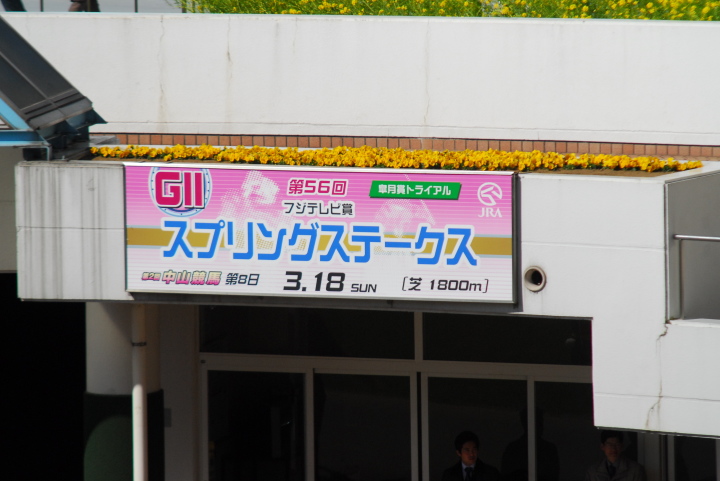 GII
第56回
皐月賞トライアル
フジテレビ賞
JRA
スプリングステークス
第2回 中山競馬 第8日 3.18 SUN [芝 1800m]